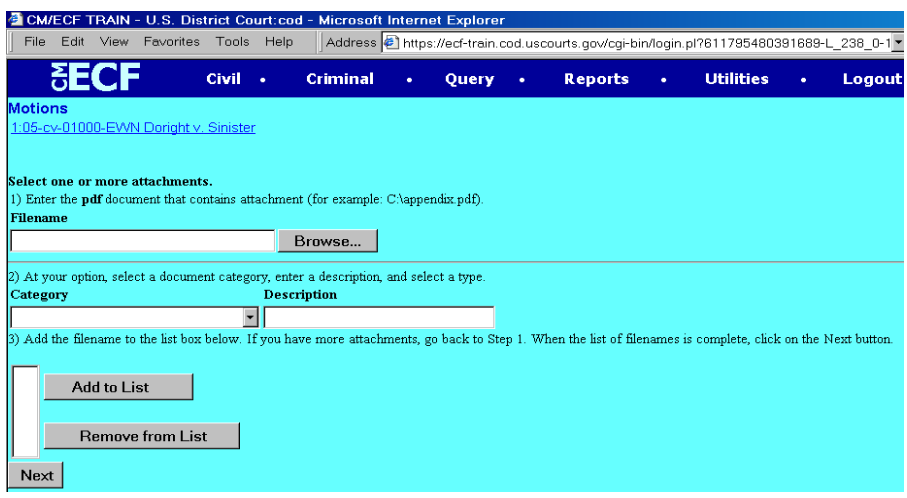 CM/ECF TRAIN - U.S. District Court:cod - Microsoft Internet Explorer
File Edit View Favorites Tools Help Address https://ecf-train.cod.uscourts.gov/cgi-bin/login.pl?611795480391689-L_238_0-1
CM ECF Civil • Criminal • Query • Reports • Utilities • Logout
Motions
1:05-cv-01000-EWN Doright v. Sinister
Select one or more attachments.
1) Enter the pdf document that contains attachment (for example: C:\appendix.pdf).
Filename
Browse...
2) At your option, select a document category, enter a description, and select a type.
Category Description
3) Add the filename to the list box below. If you have more attachments, go back to Step 1. When the list of filenames is complete, click on the Next button.
Add to List
Remove from List
Next